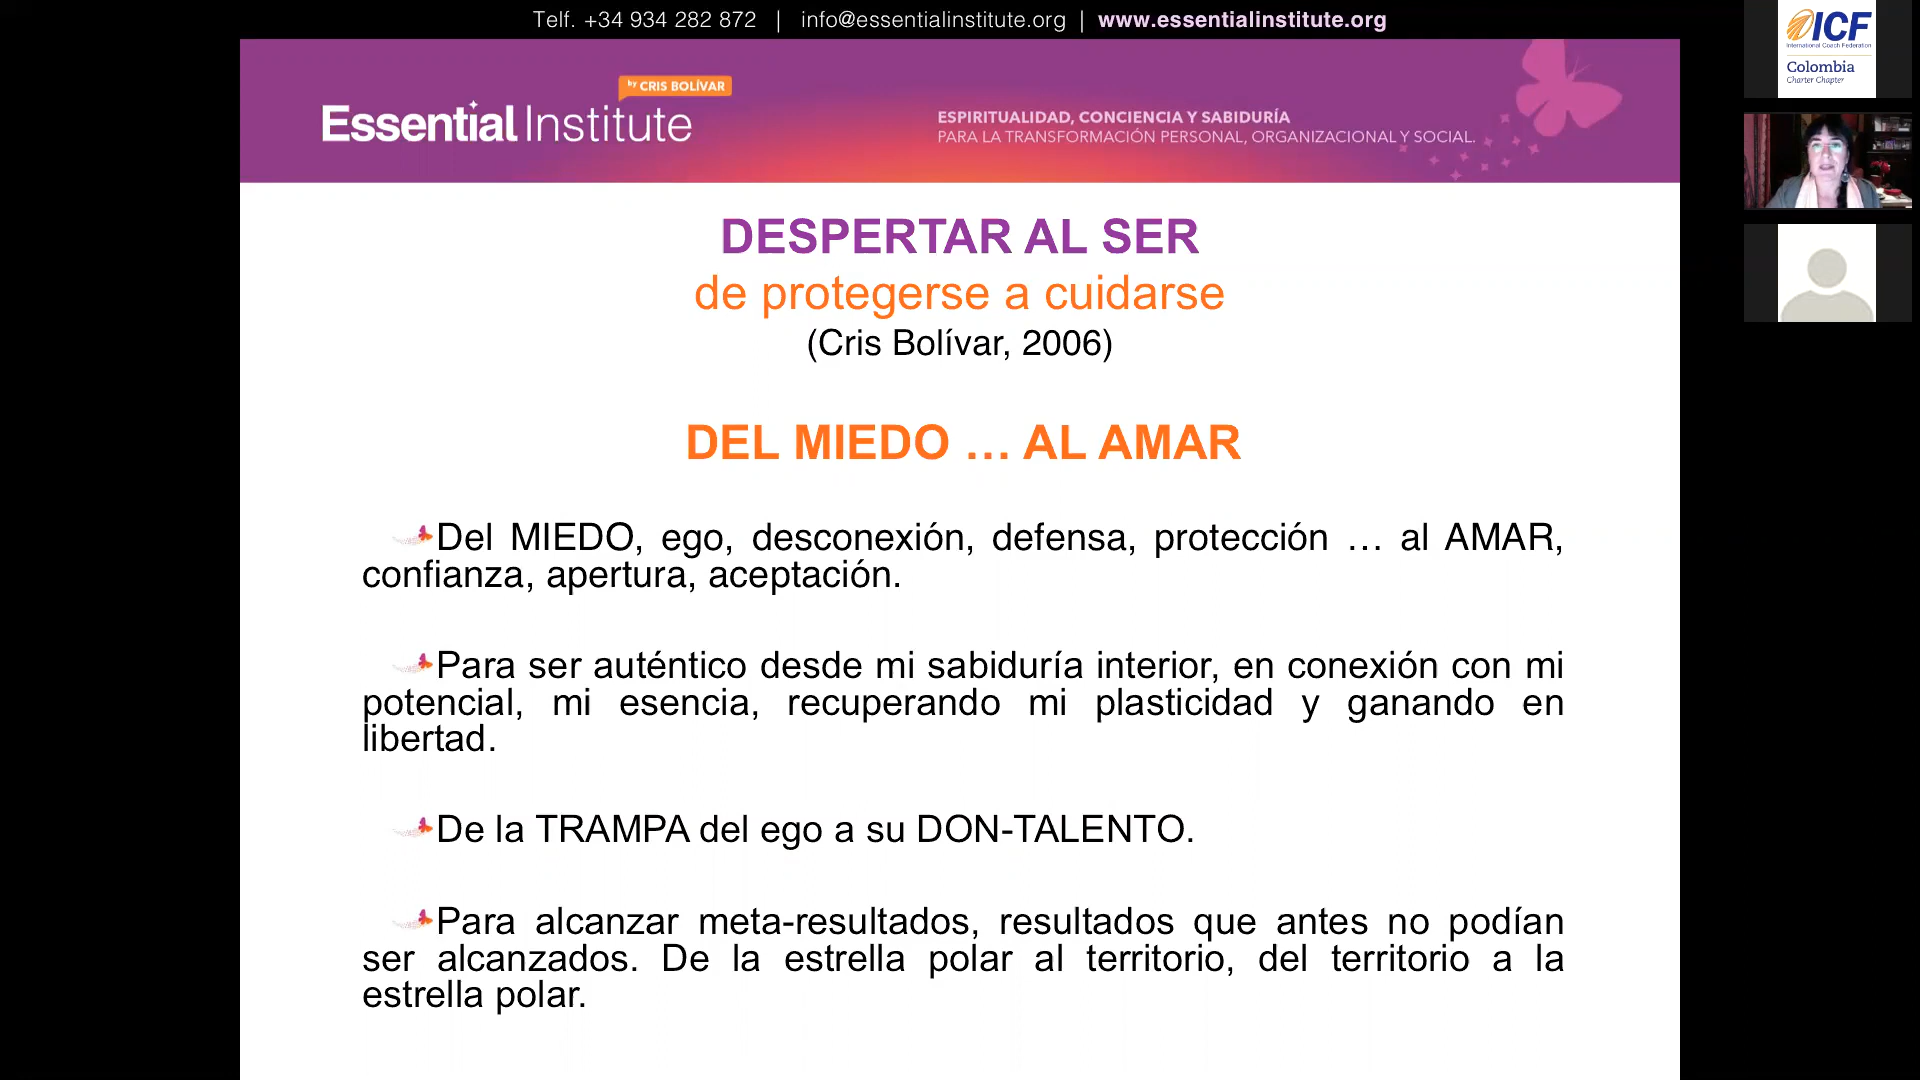 Telf. +34 934 282 872 | info@essentialinstitute.org | www.essentialinstitute.org
by CRIS BOLÍVAR
Essential Institute
ESPIRITUALIDAD, CONCIENCIA Y SABIDURÍA
PARA LA TRANSFORMACIÓN PERSONAL, ORGANIZACIONAL Y SOCIAL.
ICF
International Coach Federation
Colombia
Charter Chapter
DESPERTAR AL SER
de protegerse a cuidarse
(Cris Bolívar, 2006)
DEL MIEDO … AL AMAR
Del MIEDO, ego, desconexión, defensa, protección … al AMAR,
confianza, apertura, aceptación.
Para ser auténtico desde mi sabiduría interior, en conexión con mi
potencial, mi esencia, recuperando mi plasticidad y ganando en
libertad.
De la TRAMPA del ego a su DON-TALENTO.
Para alcanzar meta-resultados, resultados que antes no podían
ser alcanzados. De la estrella polar al territorio, del territorio a la
estrella polar.